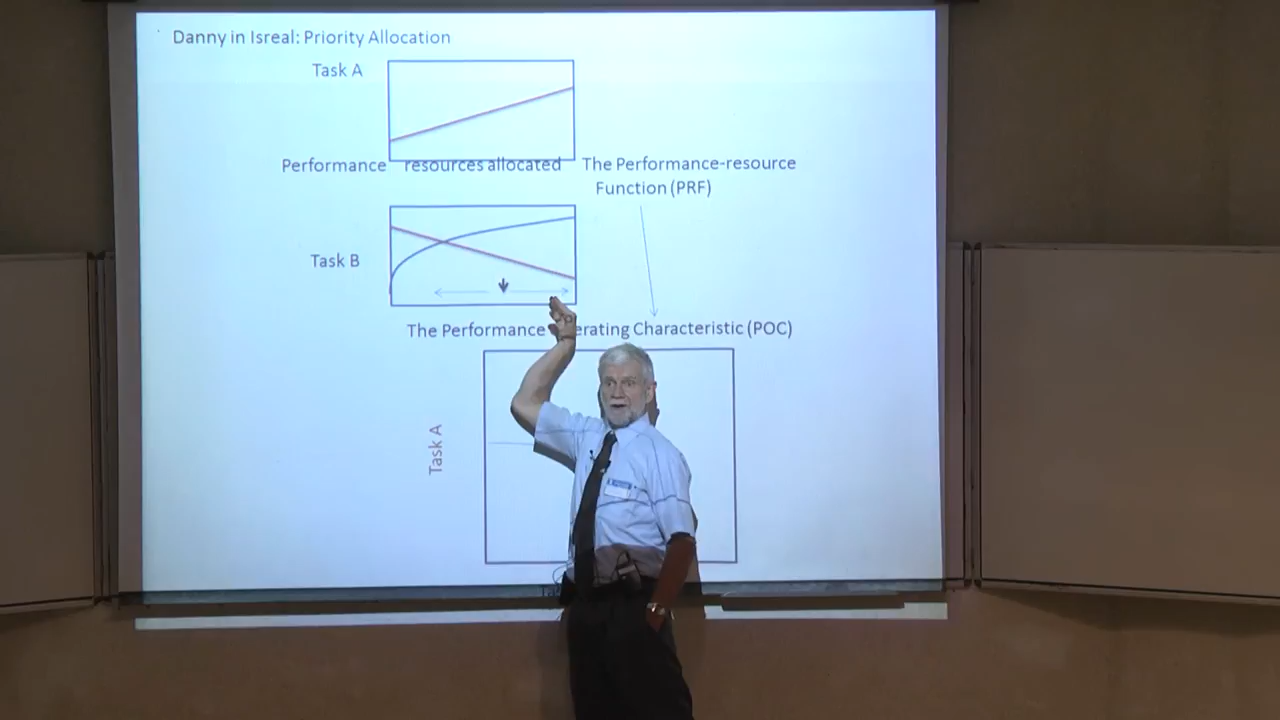 Danny in Isreal: Priority Allocation
Task A
Performance resources allocated The Performance-resource
Function (PRF)
Task B
The Performance erating Characteristic (POC)
Task A